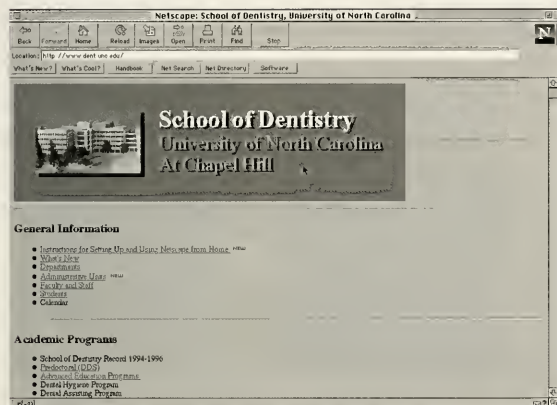 Netscape: School of Dentistry, University of North Carolina
Back Forward Home Reload Images Open Print Find Stop
N
Location: http://www.dent.unc.edu/
What's New? What's Cool? Handbook Net Search Net Directory Software
School of Dentistry
University of North Carolina
At Chapel Hill
General Information
Instructions for Setting Up and Using Netscape from Home NEW
What's New
Departments
Administrative Units NEW
Faculty and Staff
Students
Calendar
Academic Programs
School of Dentistry Record 1994-1996
Predoctoral (DDS)
Advanced Education Programs
Dental Hygiene Program
Dental Assisting Program